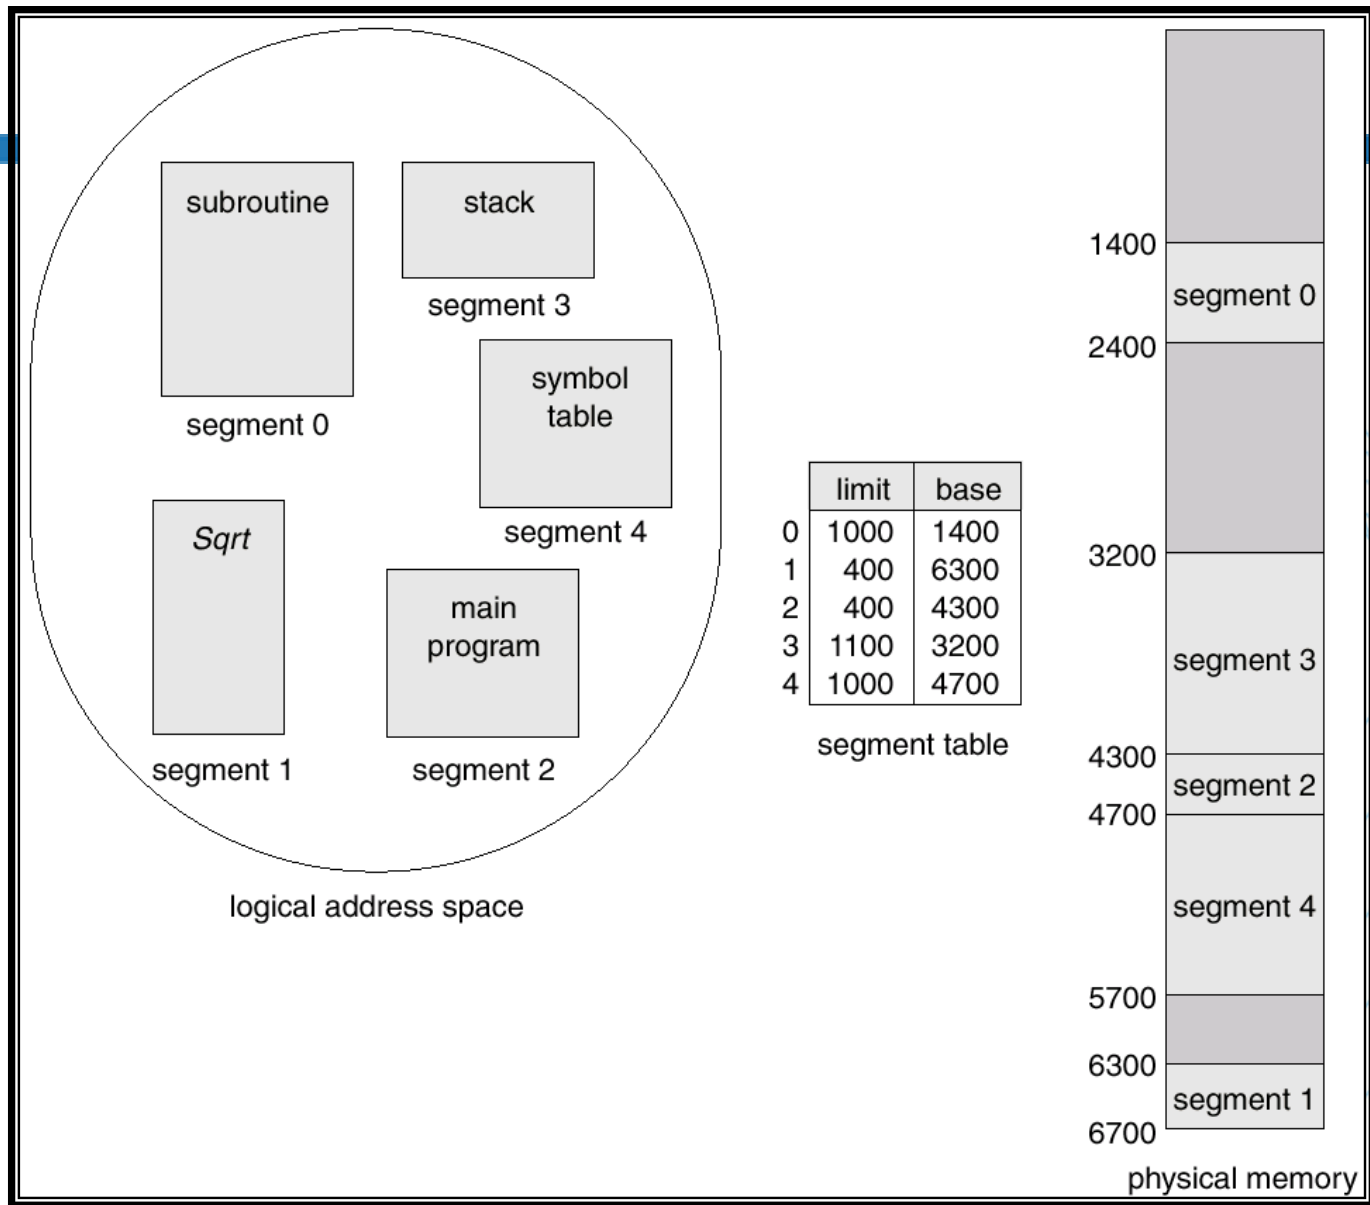 subroutine
segment 0
stack
segment 3
symbol
table
segment 4
Sqrt
segment 1
main
program
segment 2
logical address space
limit base
0 1000 1400
1 400 6300
2 400 4300
3 1100 3200
4 1000 4700
segment table
1400
segment 0
2400
3200
segment 3
4300
segment 2
4700
segment 4
5700
6300
segment 1
6700
physical memory